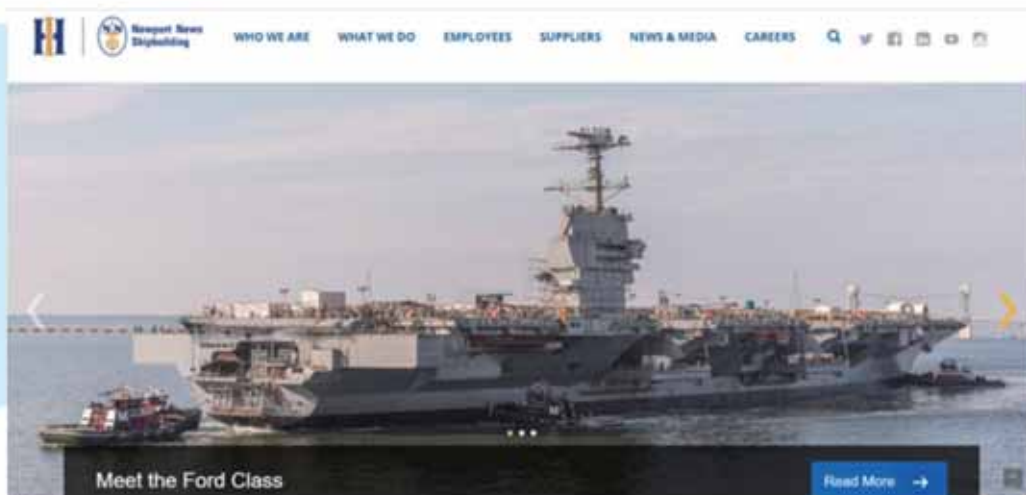 Newport News
Shipbuilding
WHO WE ARE
WHAT WE DO
EMPLOYEES
SUPPLIERS
NEWS & MEDIA
CAREERS
Meet the Ford Class
Read More →